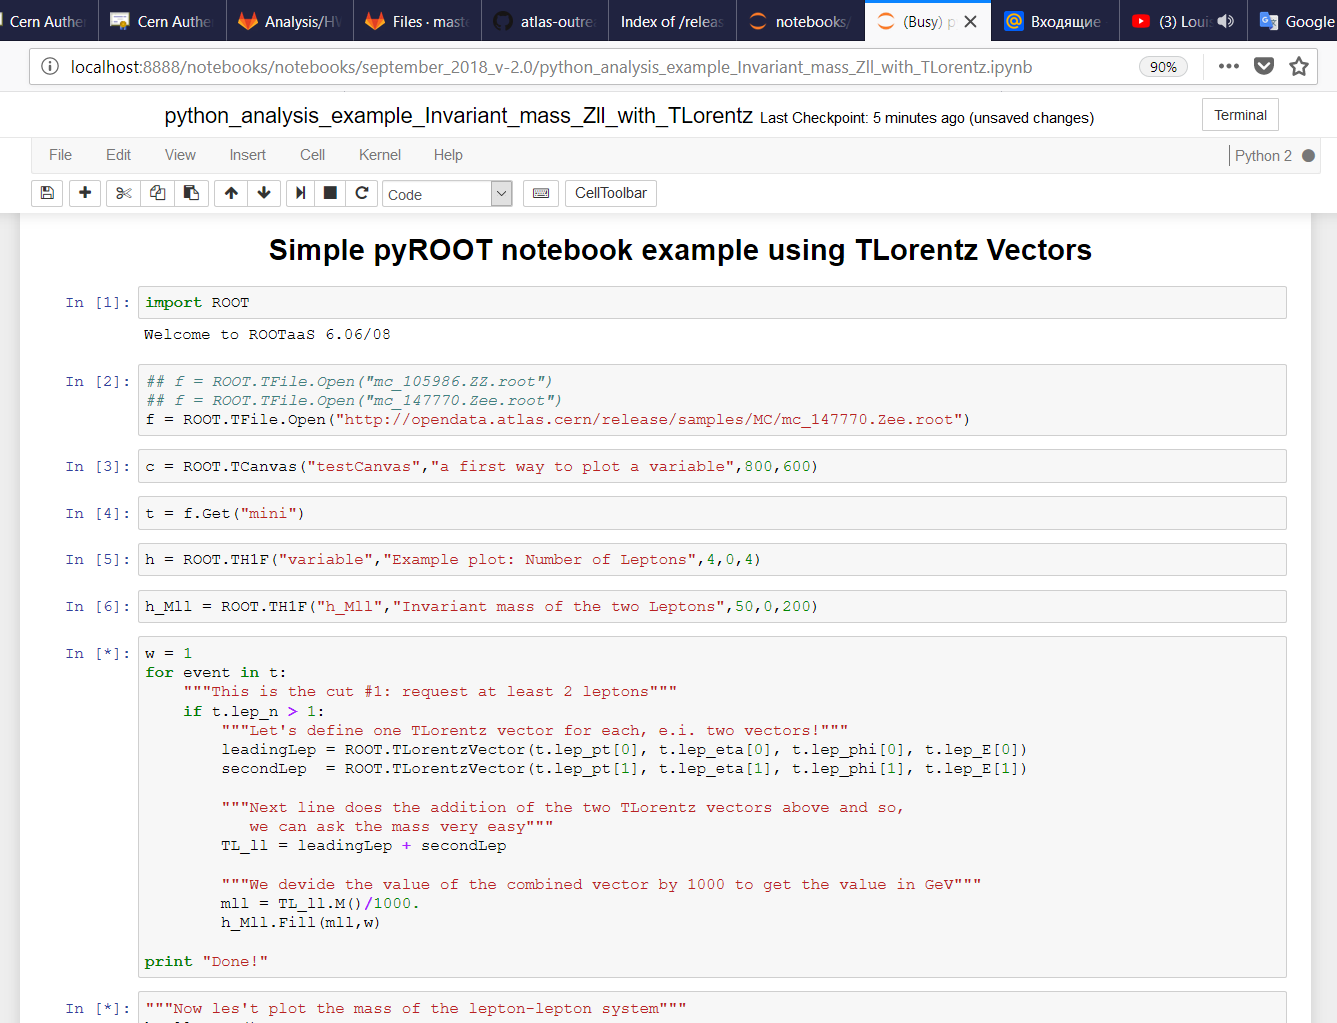 Cern Auther
Cern Authe
Analysis/HV
Files · mast
atlas-outre
Index of /releas
notebooks/
(Busy) p
Входящие
(3) Loui
Google
localhost:8888/notebooks/notebooks/september_2018_v-2.0/python_analysis_example_Invariant_mass_Zll_with_TLorentz.ipynb
90%
python_analysis_example_Invariant_mass_Zll_with_TLorentz Last Checkpoint: 5 minutes ago (unsaved changes)
Terminal
File Edit View Insert Cell Kernel Help
Python 2
Code
CellToolbar
Simple pyROOT notebook example using TLorentz Vectors
In [1]: import ROOT
Welcome to ROOTaaS 6.06/08
In [2]: ## f = ROOT.TFile.Open("mc_105986.ZZ.root")
## f = ROOT.TFile.Open("mc_147770.Zee.root")
f = ROOT.TFile.Open("http://opendata.atlas.cern/release/samples/MC/mc_147770.Zee.root")
In [3]: c = ROOT.TCanvas("testCanvas","a first way to plot a variable",800,600)
In [4]: t = f.Get("mini")
In [5]: h = ROOT.TH1F("variable","Example plot: Number of Leptons",4,0,4)
In [6]: h_Mll = ROOT.TH1F("h_Mll","Invariant mass of the two Leptons",50,0,200)
In [*]: w = 1
for event in t:
"""This is the cut #1: request at least 2 leptons"""
if t.lep_n > 1:
"""Let's define one TLorentz vector for each, e.i. two vectors!"""
leadingLep = ROOT.TLorentzVector(t.lep_pt[0], t.lep_eta[0], t.lep_phi[0], t.lep_E[0])
secondLep  = ROOT.TLorentzVector(t.lep_pt[1], t.lep_eta[1], t.lep_phi[1], t.lep_E[1])
"""Next line does the addition of the two TLorentz vectors above and so,
we can ask the mass very easy"""
TL_ll = leadingLep + secondLep
"""We devide the value of the combined vector by 1000 to get the value in GeV"""
mll = TL_ll.M()/1000.
h_Mll.Fill(mll,w)
print "Done!"
In [*]: """Now les't plot the mass of the lepton-lepton system"""